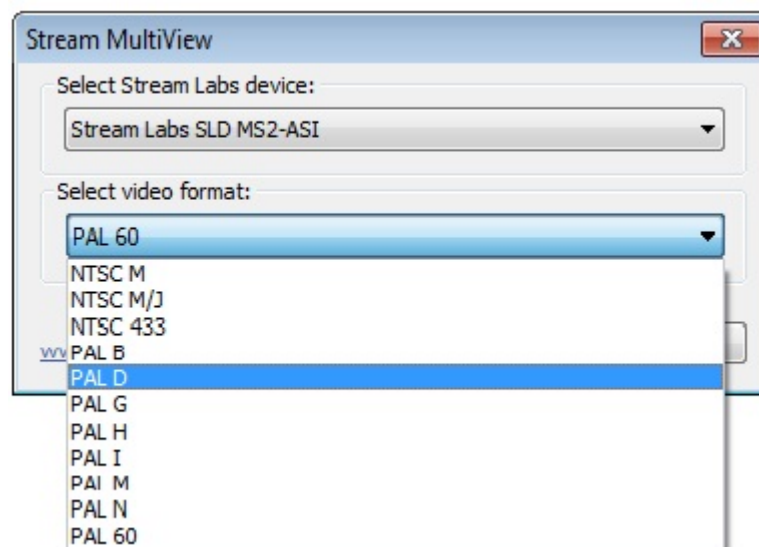 Stream MultiView
Select Stream Labs device:
Stream Labs SLD MS2-ASI
Select video format:
PAL 60
NTSC M
NTSC M/J
NTSC 433
PAL B
PAL D
PAL G
PAL H
PAL I
PAL M
PAL N
PAL 60